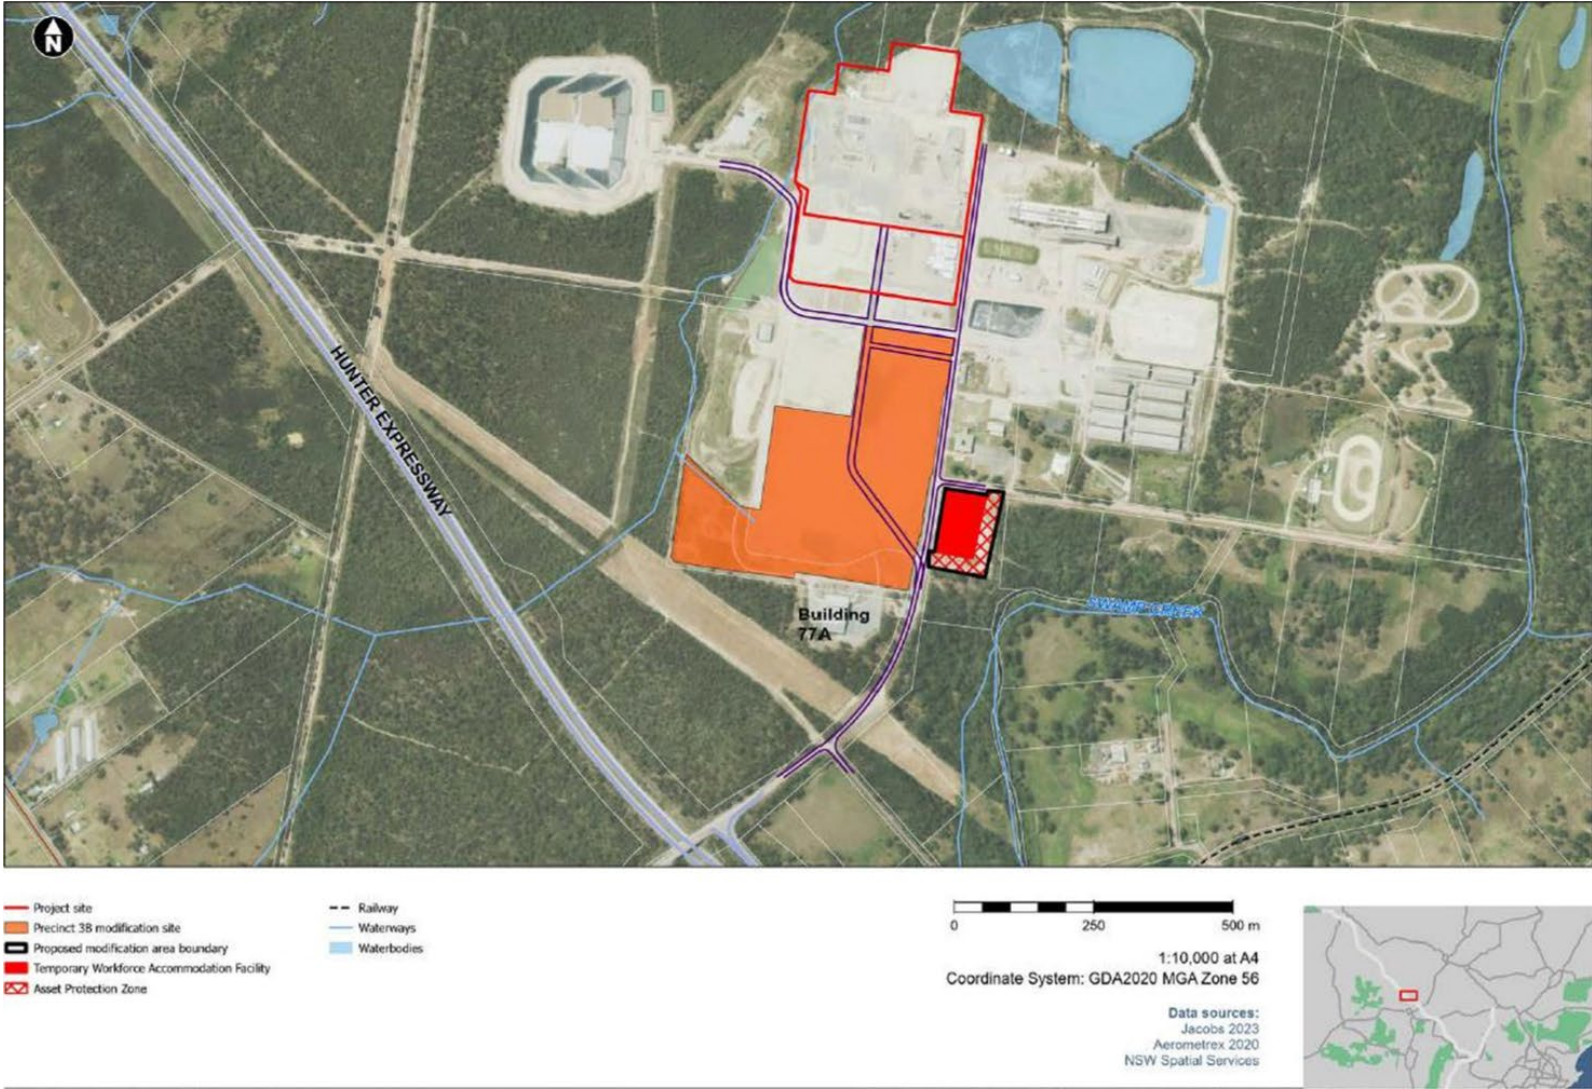 N
HUNTER EXPRESSWAY
Building
77A
SWAMP CREEK
Project site
Precinct 3B modification site
Proposed modification area boundary
Temporary Workforce Accommodation Facility
Asset Protection Zone
Railway
Waterways
Waterbodies
0 250 500 m
1:10,000 at A4
Coordinate System: GDA2020 MGA Zone 56
Data sources:
Jacobs 2023
Aerometrex 2020
NSW Spatial Services